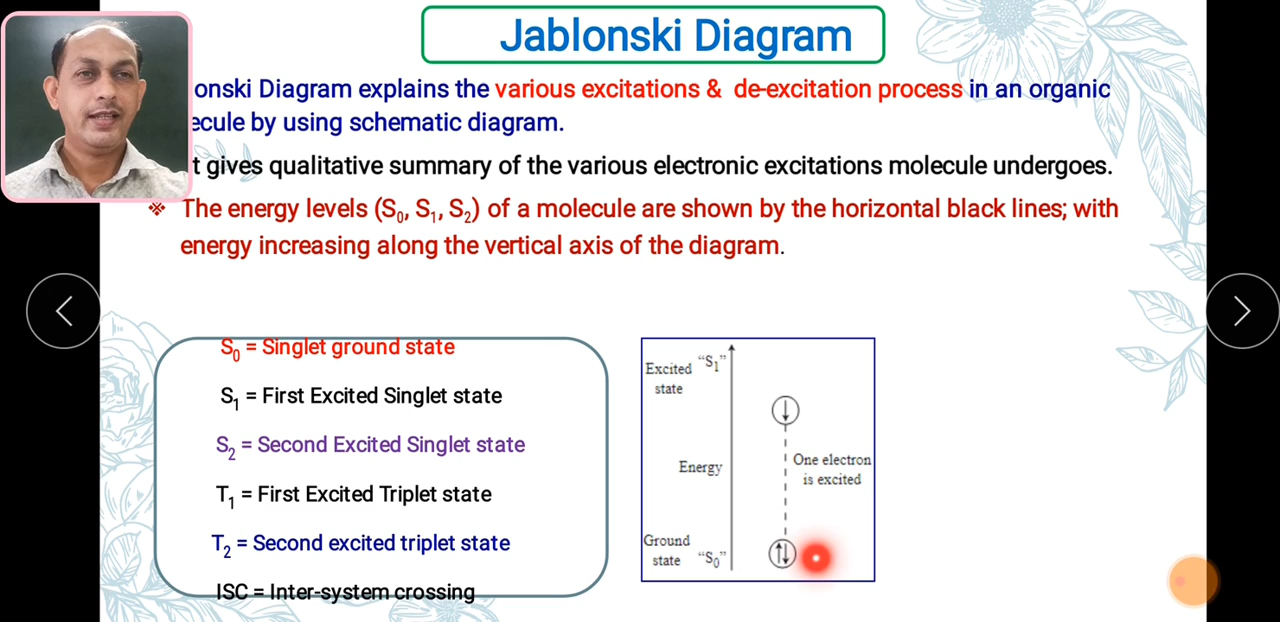 Jablonski Diagram
onski Diagram explains the various excitations & de-excitation process in an organic
ecule by using schematic diagram.
t gives qualitative summary of the various electronic excitations molecule undergoes.
❖ The energy levels (S₀, S₁, S₂) of a molecule are shown by the horizontal black lines; with
energy increasing along the vertical axis of the diagram.
S₀ = Singlet ground state
S₁ = First Excited Singlet state
S₂ = Second Excited Singlet state
T₁ = First Excited Triplet state
T₂ = Second excited triplet state
ISC = Inter-system crossing
Excited “S₁”
state
One electron
is excited
Energy
Ground
state “S₀”